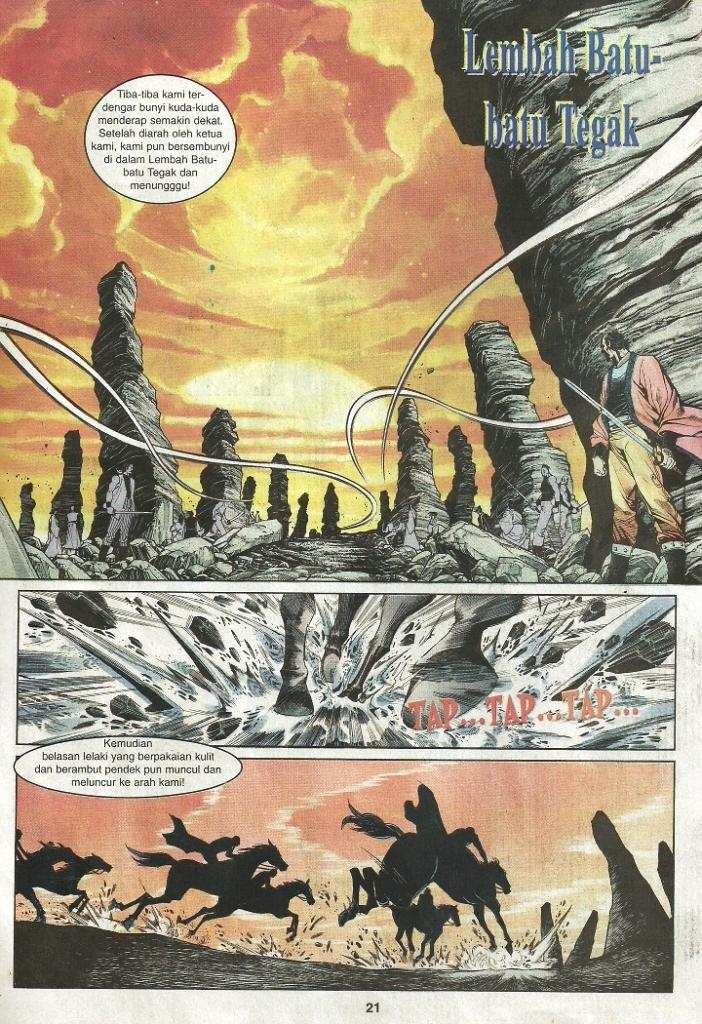 Lembah Batu-
batu Tegak
Tiba-tiba kami ter-
dengar bunyi kuda-kuda
menderap semakin dekat.
Setelah diarah oleh ketua
kami, kami pun bersembunyi
di dalam Lembah Batu-
batu Tegak dan
menungggu!
TAP...TAP...TAP...
Kemudian
belasan lelaki yang berpakaian kulit
dan berambut pendek pun muncul dan
meluncur ke arah kami!
21